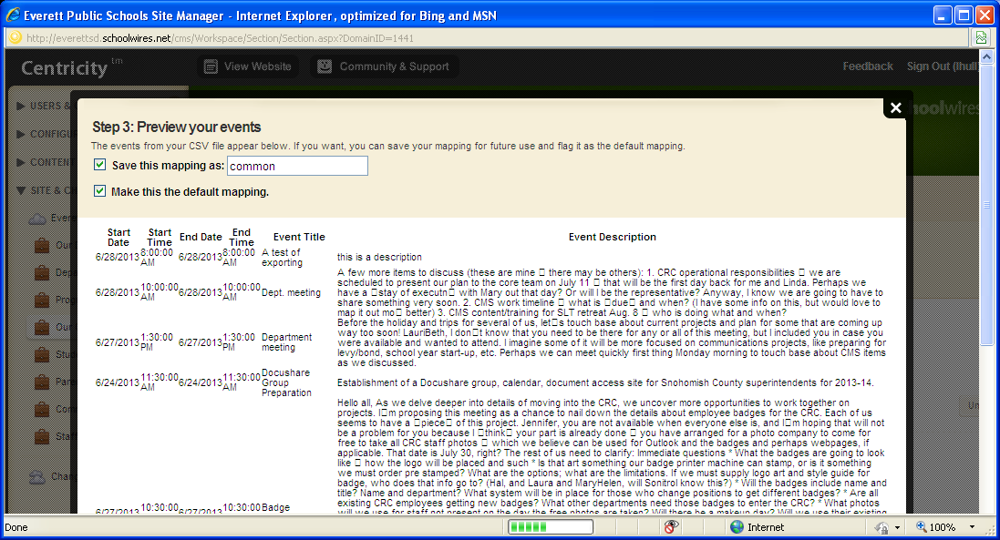 Everett Public Schools Site Manager - Internet Explorer, optimized for Bing and MSN
http://everettsd.schoolwires.net/cms/Workspace/Section/Section.aspx?DomainID=1441
Centricity tm
View Website
Community & Support
Feedback
Sign Out (lhull
USERS &
CONFIGU
CONTENT
SITE & CH
Evere
Our
Depa
Prog
Our
Stud
Pare
Com
Staf
Chan
hoolwires
Un
Step 3: Preview your events
The events from your CSV file appear below. If you want, you can save your mapping for future use and flag it as the default mapping.
Save this mapping as: common
Make this the default mapping.
Start Date Start Time End Date End Time Event Title Event Description
6/28/2013 8:00:00 AM 6/28/2013 8:00:00 AM A test of exporting this is a description
6/28/2013 10:00:00 AM 6/28/2013 10:00:00 AM Dept. meeting
A few more items to discuss (these are mine □ there may be others): 1. CRC operational responsibilities □ we are
scheduled to present our plan to the core team on July 11 □ that will be the first day back for me and Linda. Perhaps we
have a □stay of executn□ with Mary out that day? Or will I be the representative? Anyway, I know we are going to have to
share something very soon. 2. CMS work timeline □ what is □due□ and when? (I have some info on this, but would love to
map it out mo□ better) 3. CMS content/training for SLT retreat Aug. 8 □ who is doing what and when?
6/27/2013 1:30:00 PM 6/27/2013 1:30:00 PM Department meeting
Before the holiday and trips for several of us, let□s touch base about current projects and plan for some that are coming up
way too soon! LauriBeth, I don□t know that you need to be there for any or all of this meeting, but I included you in case you
were available and wanted to attend. I imagine some of it will be more focused on communications projects, like preparing for
levy/bond, school year start-up, etc. Perhaps we can meet quickly first thing Monday morning to touch base about CMS items
as we discussed.
6/24/2013 11:30:00 AM 6/24/2013 11:30:00 AM Docushare Group Preparation
Establishment of a Docushare group, calendar, document access site for Snohomish County superintendents for 2013-14.
6/27/2013 10:30:00 6/27/2013 10:30:00 Badge
Hello all, As we delve deeper into details of moving into the CRC, we uncover more opportunities to work together on
projects. I□m proposing this meeting as a chance to nail down the details about employee badges for the CRC. Each of us
seems to have a □piece□ of this project. Jennifer, you are not available when everyone else is, and I□m hoping that will not
be a problem for you because I □think□ your part is already done □ you have arranged for a photo company to come for
free to take all CRC staff photos □ which we believe can be used for Outlook and the badges and perhaps webpages, if
applicable. That date is July 30, right? The rest of us need to clarify: Immediate questions * What the badges are going to look
like □ how the logo will be placed and such * Is that art something our badge printer machine can stamp, or is it something
we must order pre stamped? What are the options; what are the limitations. If we must supply logo art and style guide for
badge, who does that info go to? (Hal, and Laura and MaryHelen, will Sonitrol know this?) * Will the badges include name and
title? Name and department? What system will be in place for those who change positions to get different badges? * Are all
existing CRC employees getting new badges? What other departments need those badges to enter the CRC? * What photos
will we use for staff not present on the day the free photos are taken? Will there be a makeup day? Will we use their existing
Done
Internet
100%